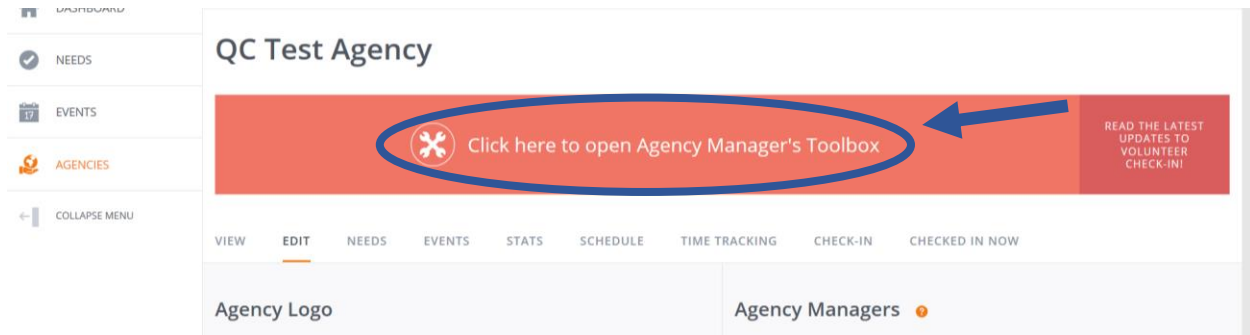 DASHBOARD
NEEDS
17
EVENTS
AGENCIES
COLLAPSE MENU
QC Test Agency
Click here to open Agency Manager's Toolbox
READ THE LATEST
UPDATES TO
VOLUNTEER
CHECK-IN!
VIEW EDIT NEEDS EVENTS STATS SCHEDULE TIME TRACKING CHECK-IN CHECKED IN NOW
Agency Logo
Agency Managers ?